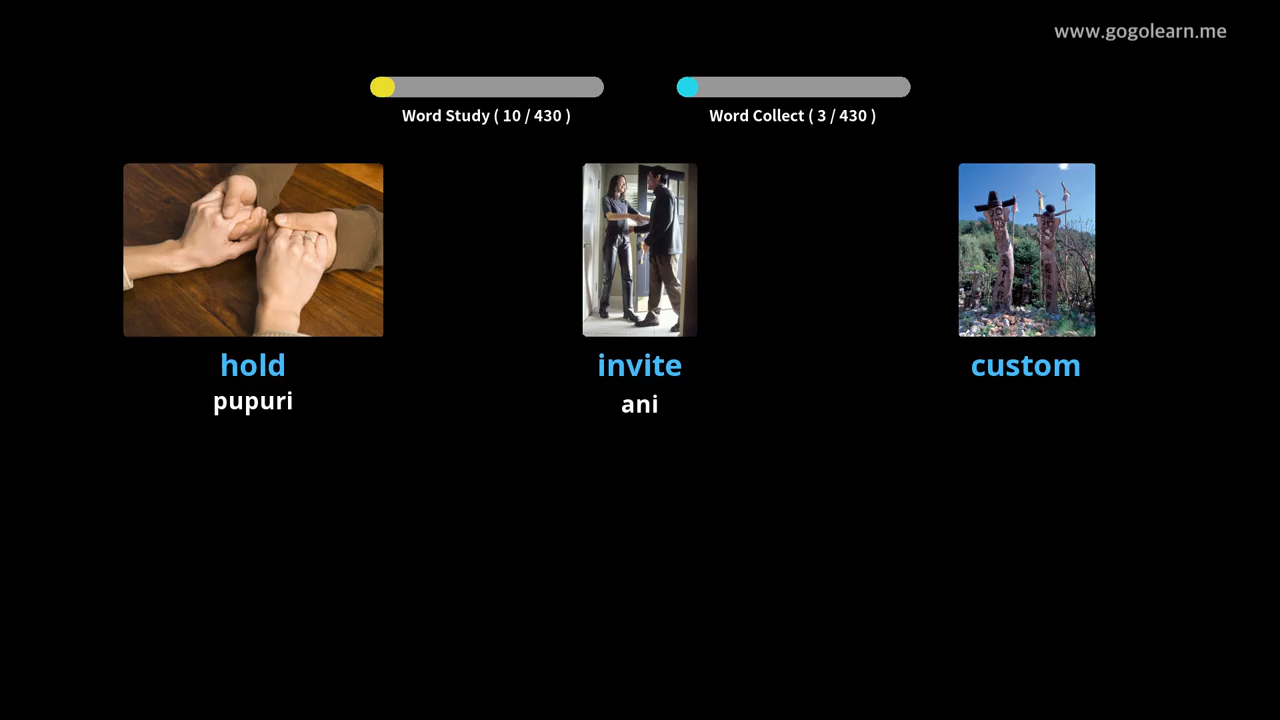 www.gogolearn.me
Word Study ( 10 / 430 )
Word Collect ( 3 / 430 )
hold
pupuri
invite
ani
custom